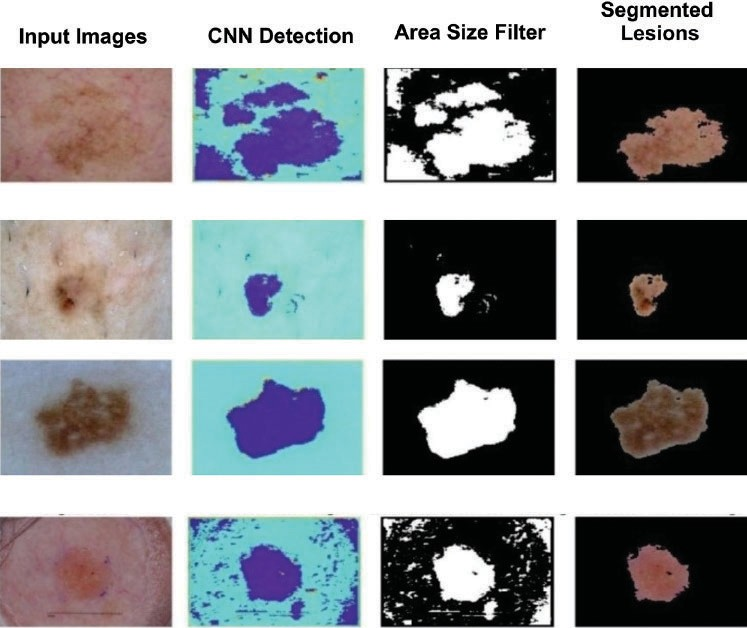 Input Images
CNN Detection
Area Size Filter
Segmented
Lesions